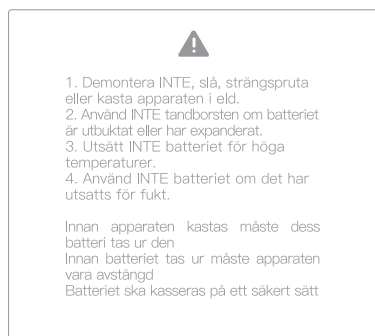 1. Demontera INTE, slå, strängspruta
eller kasta apparaten i eld.
2. Använd INTE tandborsten om batteriet
är utbuktat eller har expanderat.
3. Utsätt INTE batteriet för höga
temperaturer.
4. Använd INTE batteriet om det har
utsatts för fukt.
Innan apparaten kastas måste dess
batteri tas ur den
Innan batteriet tas ur måste apparaten
vara avstängd
Batteriet ska kasseras på ett säkert sätt